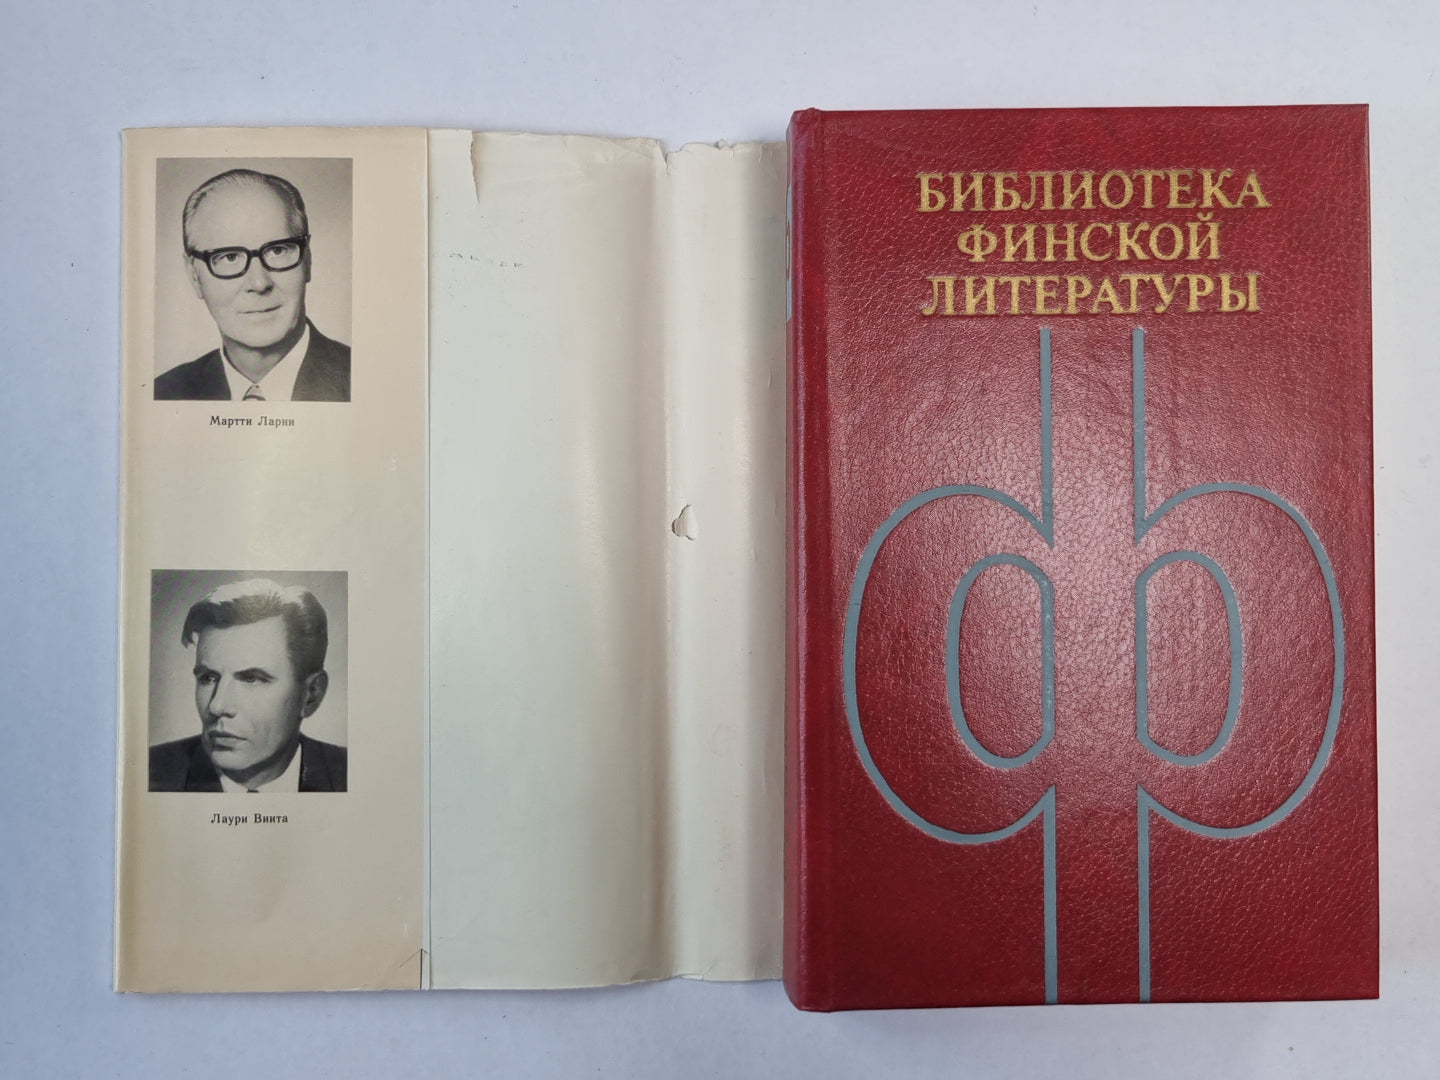 Мартти Ларни
Лаури Виита
БИБЛИОТЕКА
ФИНСКОЙ
ЛИТЕРАТУРЫ